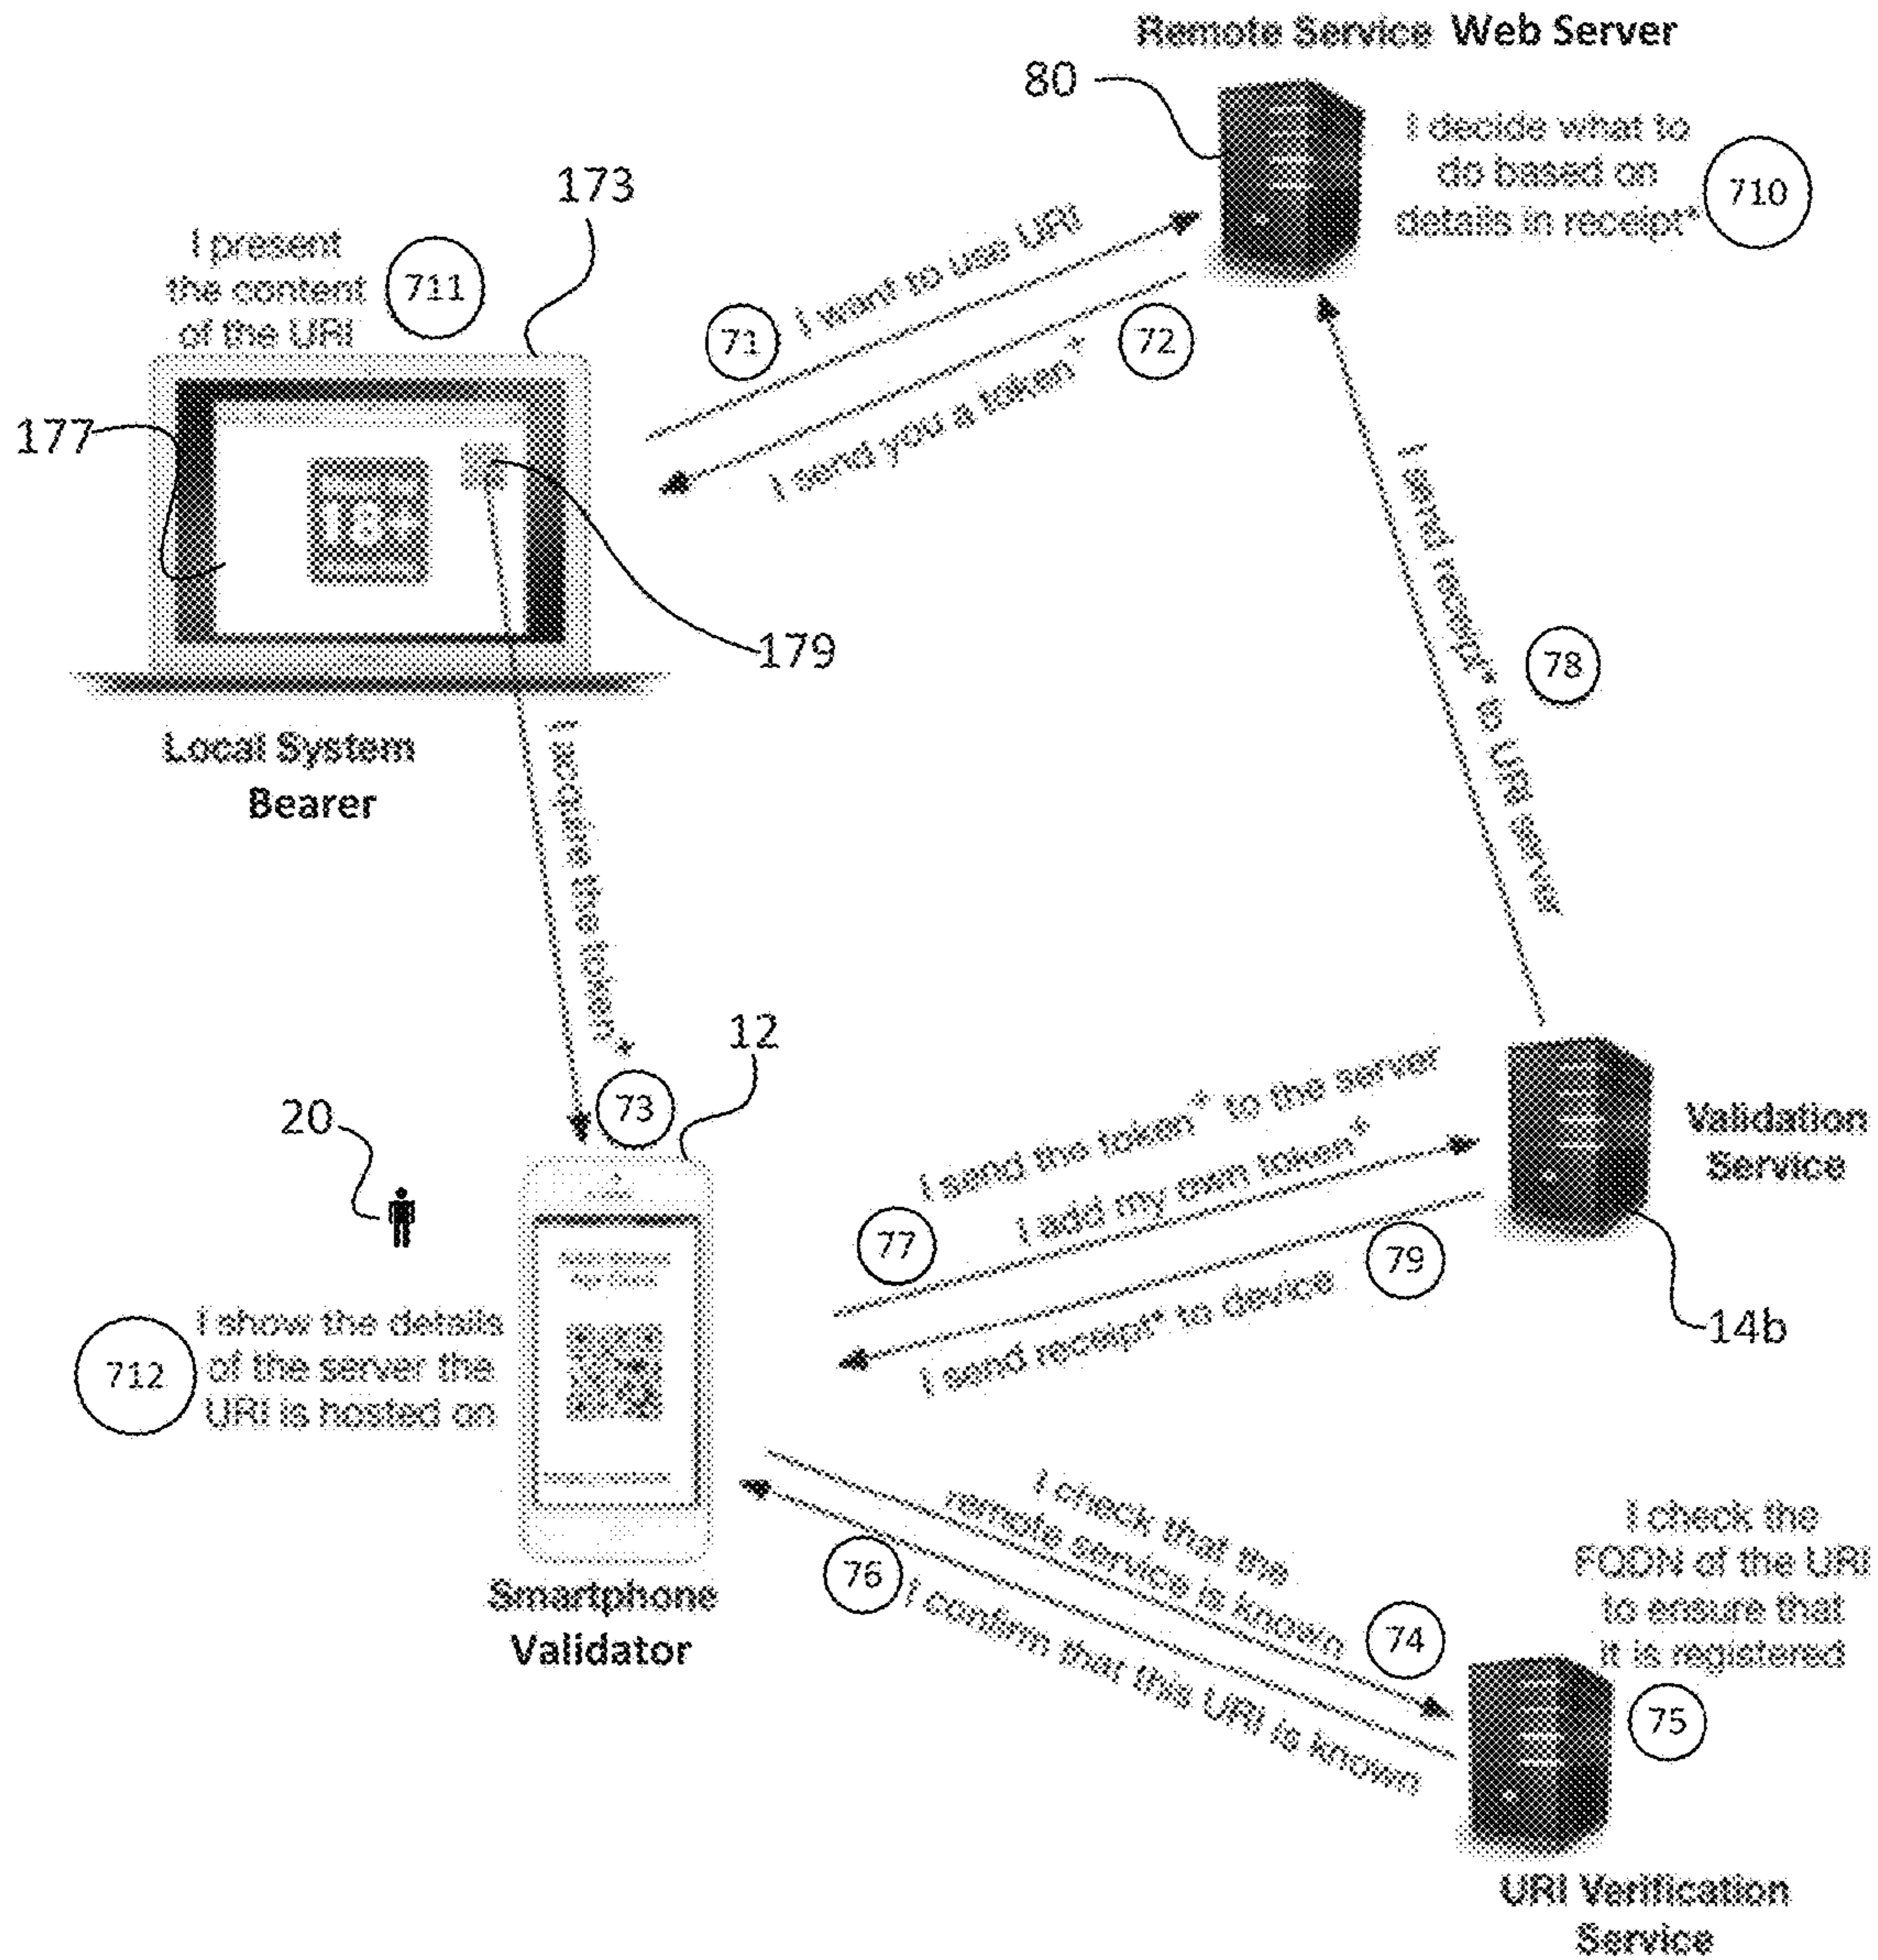 Remote Service Web Server
80
I decide what to
do based on
details in receipt*
710
173
I present
the content
of the URI
711
177
179
18+
Local System
Bearer
71
I want to use URI
72
I send you a token+
I send receipt* to URI server
78
I acquire the token+
73
12
20
I send the token+ to the server
I add my own token+
77
79
I send receipt* to device
Validation
Service
14b
712
I show the details
of the server the
URI is hosted on
Smartphone
Validator
I check that the
remote service is known
74
76
I confirm that this URI is known
I check the
FQDN of the URI
to ensure that
it is registered
75
URI Verification
Service